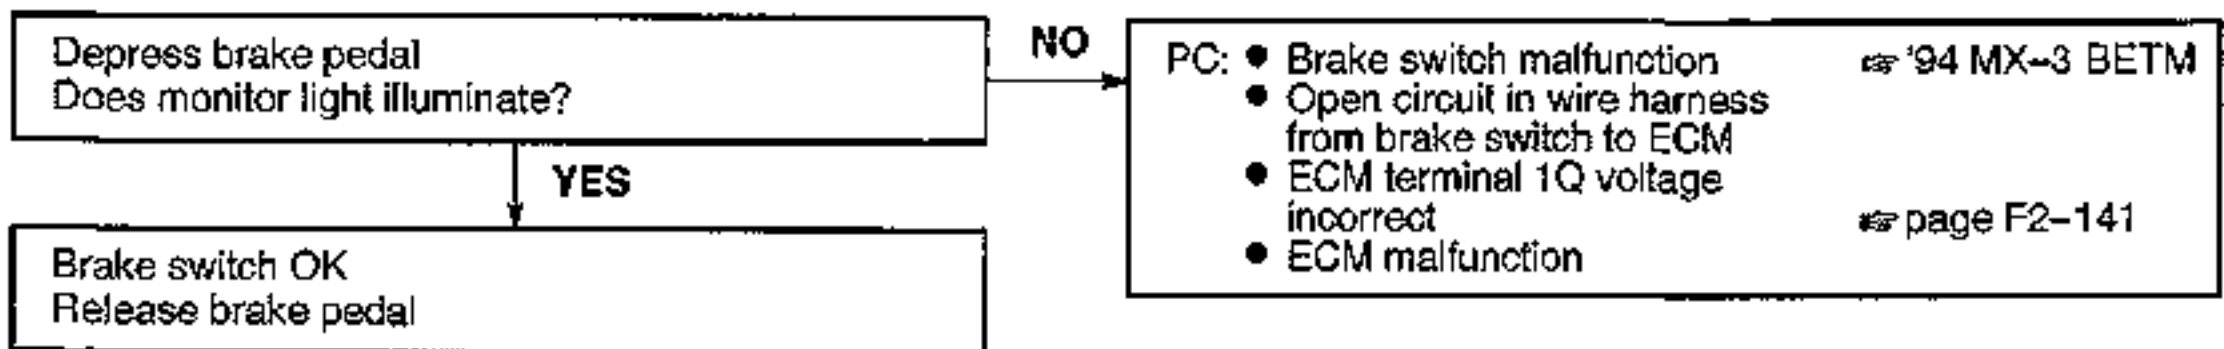 Depress brake pedal
Does monitor light illuminate?
NO
PC: ● Brake switch malfunction ☞ '94 MX–3 BETM
● Open circuit in wire harness
from brake switch to ECM
● ECM terminal 1Q voltage
incorrect ☞ page F2–141
● ECM malfunction
YES
Brake switch OK
Release brake pedal